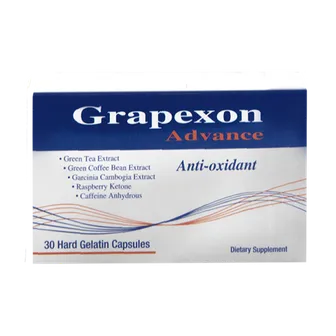 Grapexon
Advance
• Green Tea Extract
• Green Coffee Bean Extract
• Garcinia Cambogia Extract
• Raspberry Ketone
• Caffeine Anhydrous
Anti-oxidant
30 Hard Gelatin Capsules
Dietary Supplement